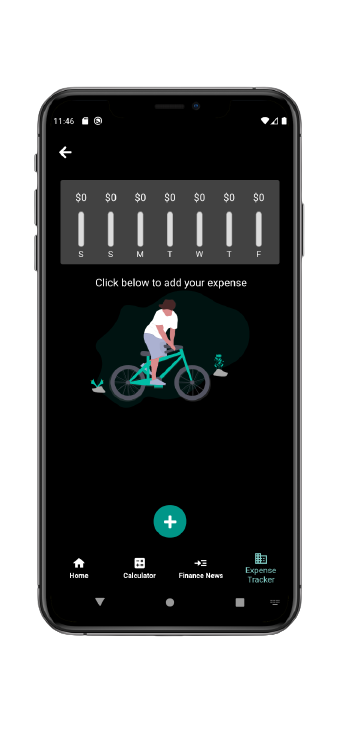 11:46
$0 $0 $0 $0 $0 $0 $0
S S M T W T F
Click below to add your expense
Home Calculator Finance News Expense Tracker